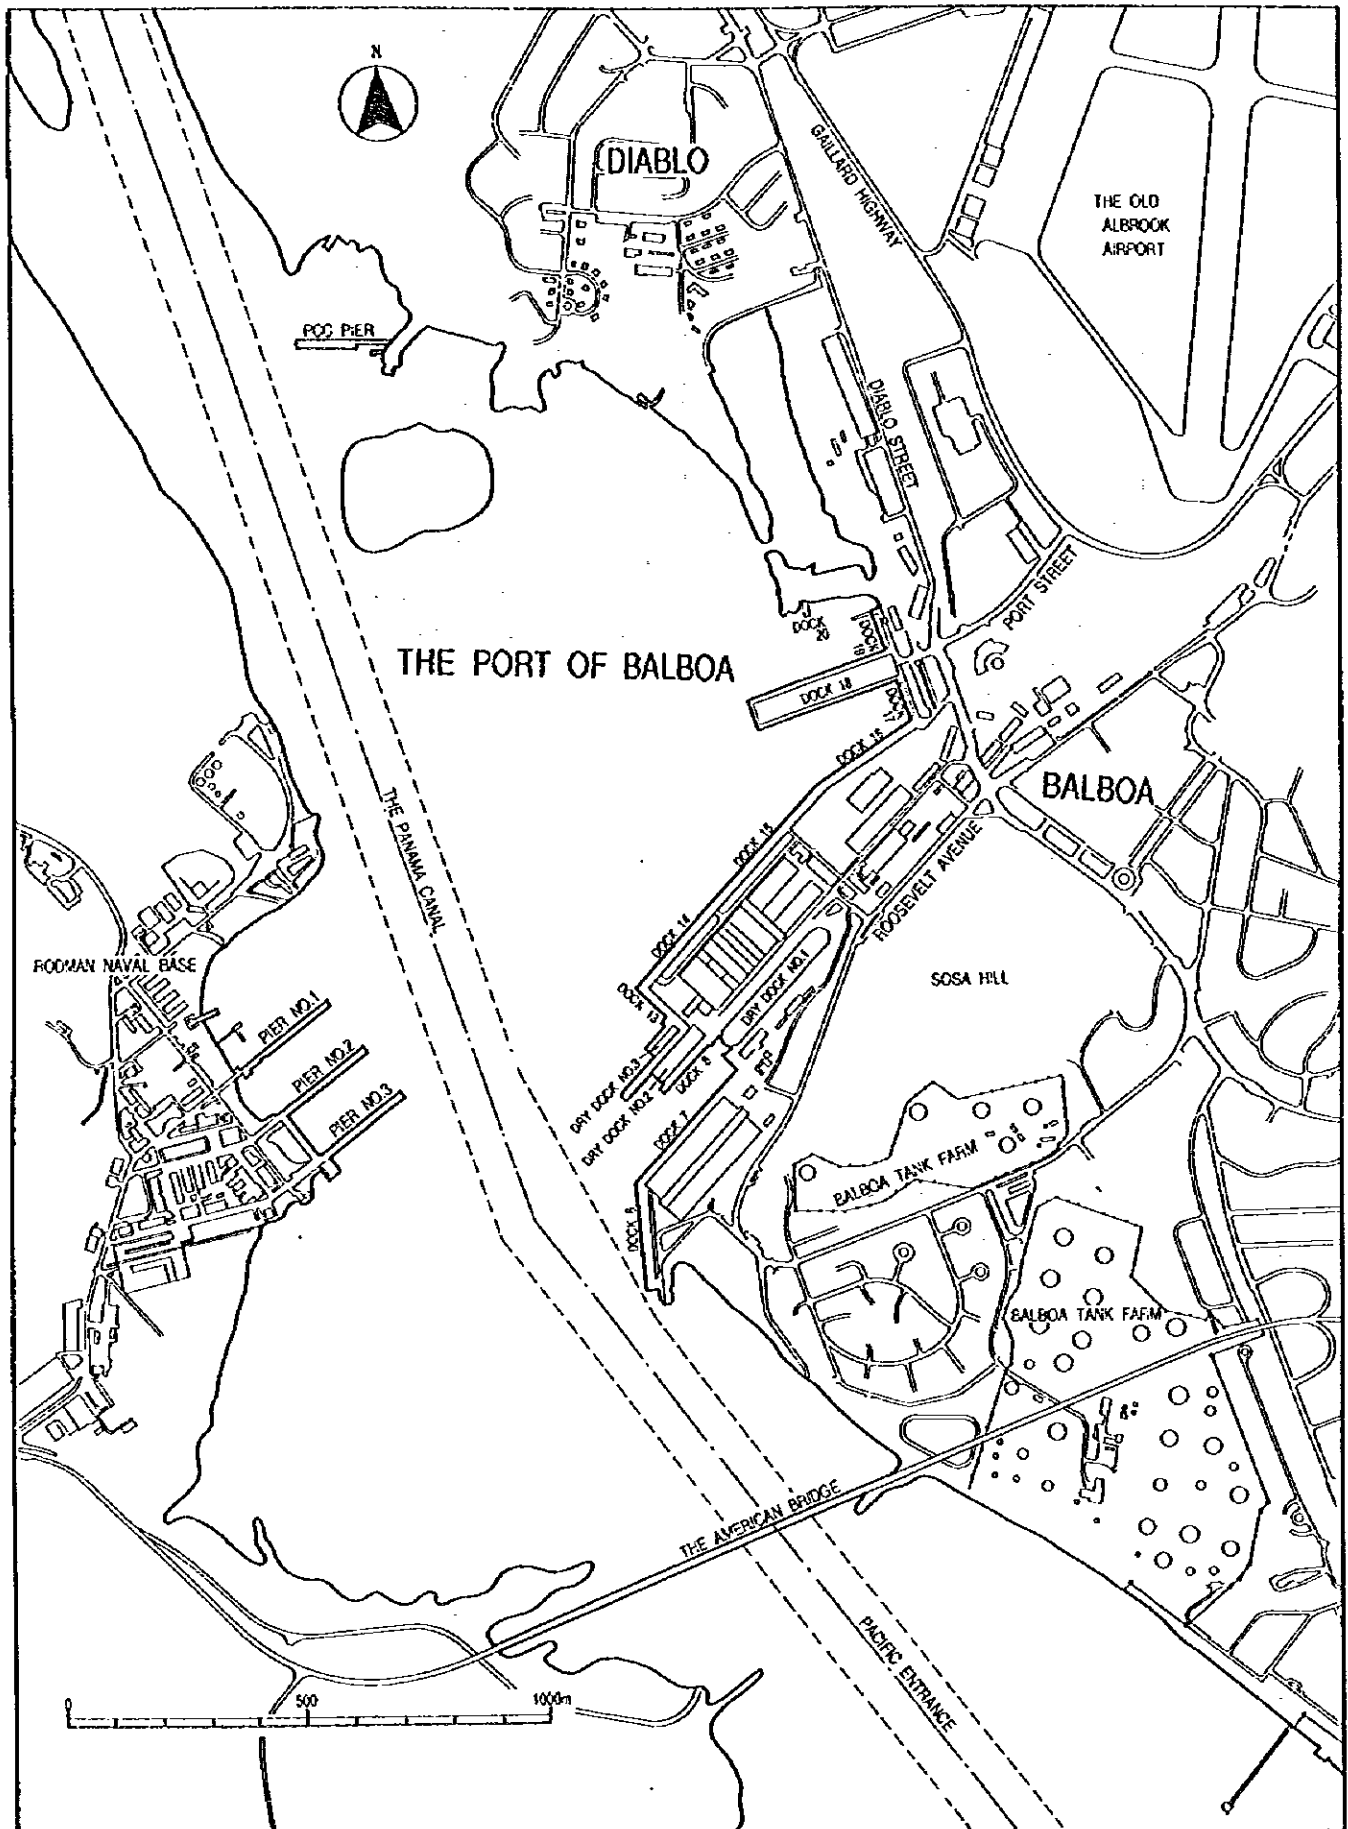 N
DIABLO
GAILLARD HIGHWAY
THE OLD
ALBROOK
AIRPORT
PCC PIER
DIABLO STREET
PORT STREET
DOCK
20
DOCK
19
THE PORT OF BALBOA
DOCK 18
DOCK
17
DOCK 16
BALBOA
THE PANAMA CANAL
DOCK 15
ROOSEVELT AVENUE
DOCK 14
RODMAN NAVAL BASE
SOSA HILL
DRY DOCK NO.1
DOCK 13
PIER NO.1
PIER NO.2
PIER NO.3
DRY DOCK NO.3
DRY DOCK NO.2
DOCK 8
DOCK 7
BALBOA TANK FARM
DOCK 6
BALBOA TANK FARM
THE AMERICAN BRIDGE
PACIFIC ENTRANCE
0
500
1000m